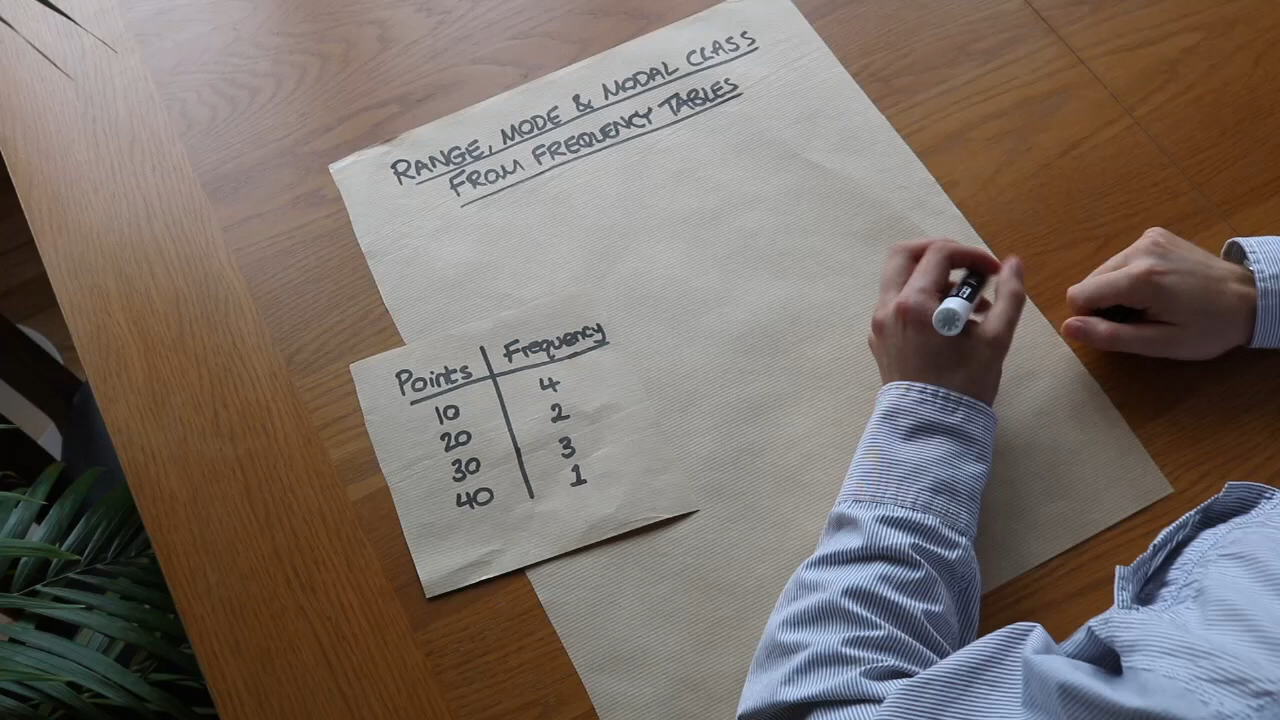 RANGE, MODE & MODAL CLASS
FROM FREQUENCY TABLES
Points Frequency
10 4
20 2
30 3
40 1